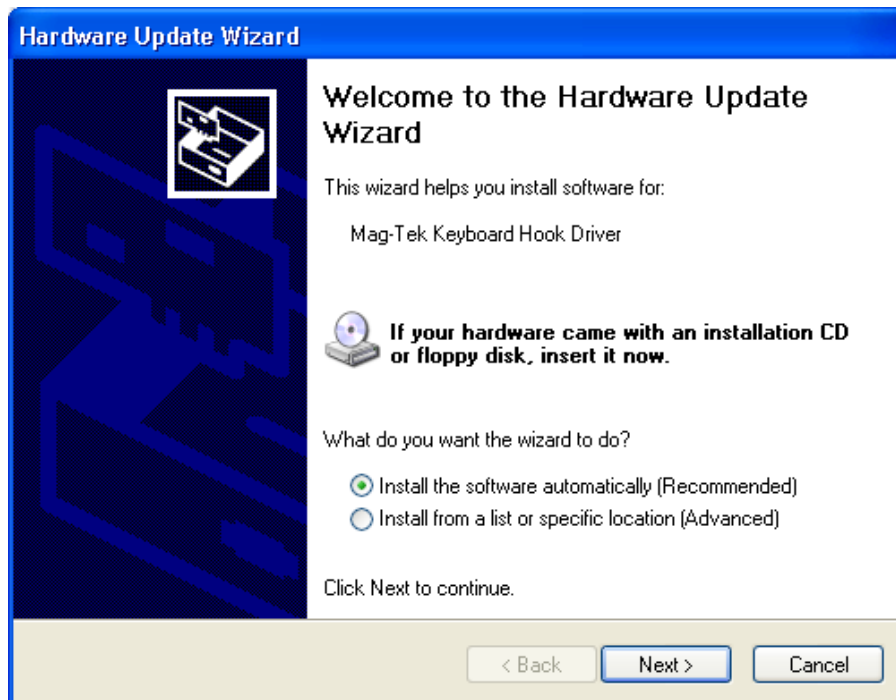 Hardware Update Wizard
Welcome to the Hardware Update
Wizard
This wizard helps you install software for:
Mag-Tek Keyboard Hook Driver
If your hardware came with an installation CD
or floppy disk, insert it now.
What do you want the wizard to do?
Install the software automatically (Recommended)
Install from a list or specific location (Advanced)
Click Next to continue.
< Back Next > Cancel